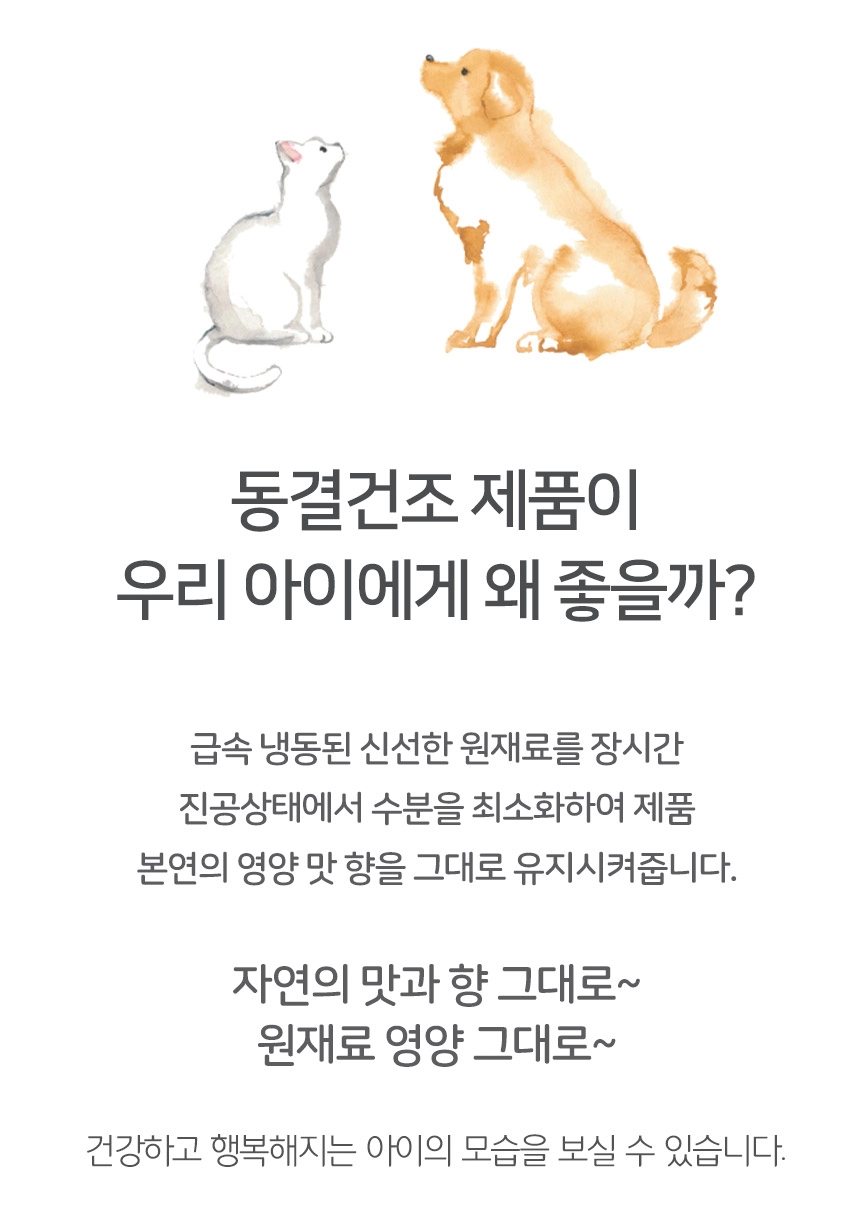 동결건조 제품이
우리 아이에게 왜 좋을까?
급속 냉동된 신선한 원재료를 장시간
진공상태에서 수분을 최소화하여 제품
본연의 영양 맛 향을 그대로 유지시켜줍니다.
자연의 맛과 향 그대로~
원재료 영양 그대로~
건강하고 행복해지는 아이의 모습을 보실 수 있습니다.